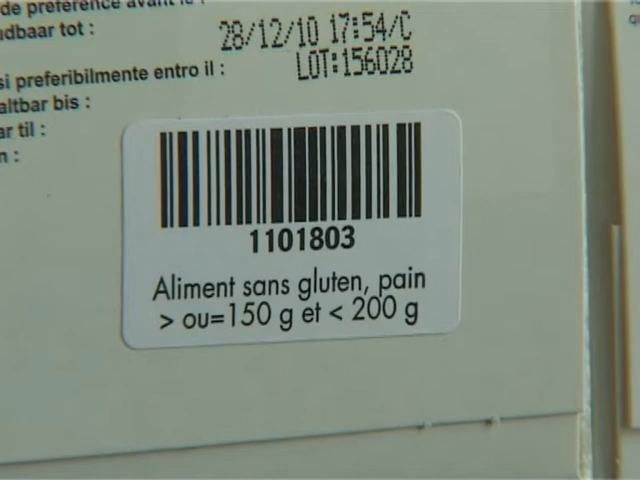 de préférence avant le :
udbaar tot :
28/12/10 17:54/C
si preferibilmente entro il :
LOT:156028
altbar bis :
ar til :
n :
1101803
Aliment sans gluten, pain
> ou=150 g et < 200 g